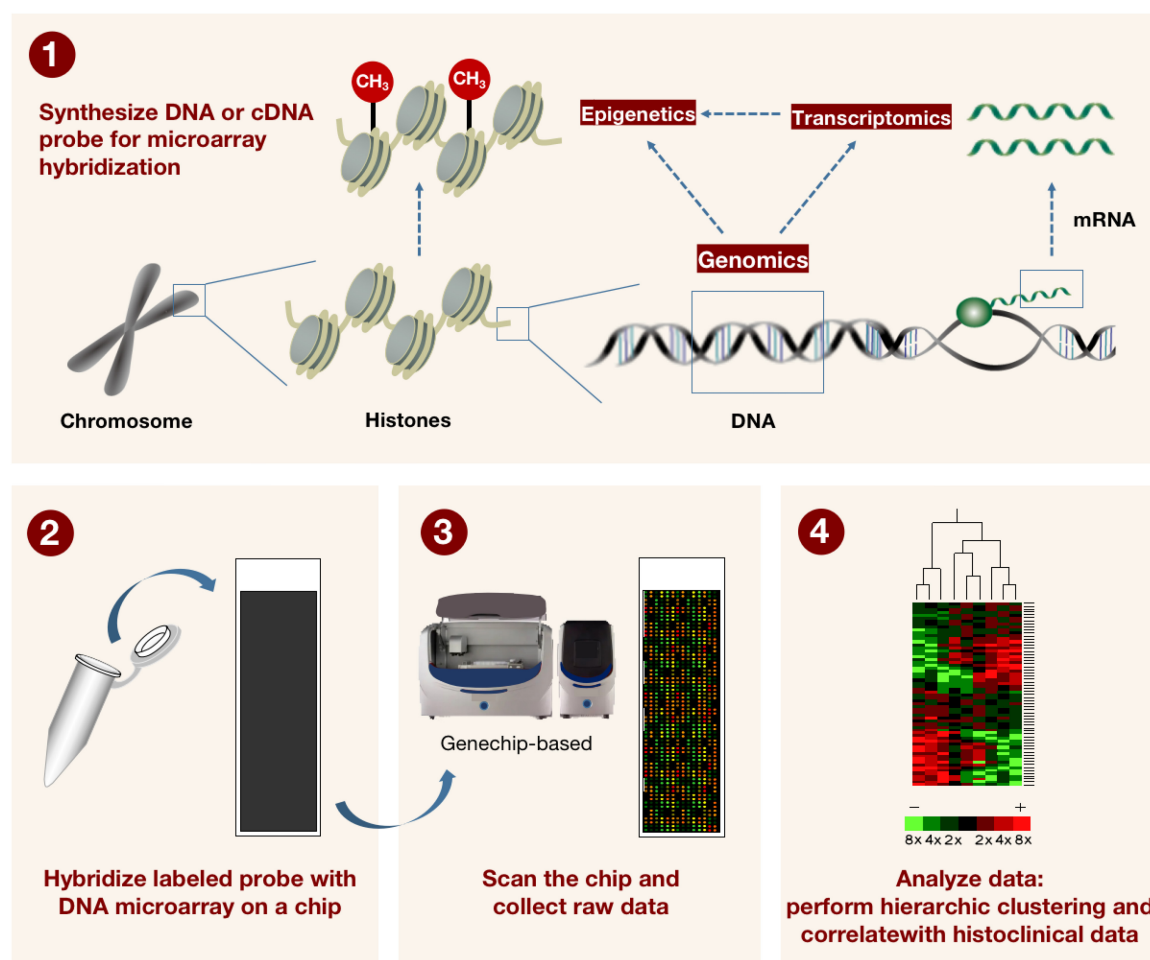 1
Synthesize DNA or cDNA
probe for microarray
hybridization
CH₃
CH₃
Epigenetics
Transcriptomics
mRNA
Genomics
Chromosome
Histones
DNA
2
Hybridize labeled probe with
DNA microarray on a chip
3
Genechip-based
Scan the chip and
collect raw data
4
– +
8x 4x 2x 2x 4x 8x
Analyze data:
perform hierarchic clustering and
correlatewith histoclinical data